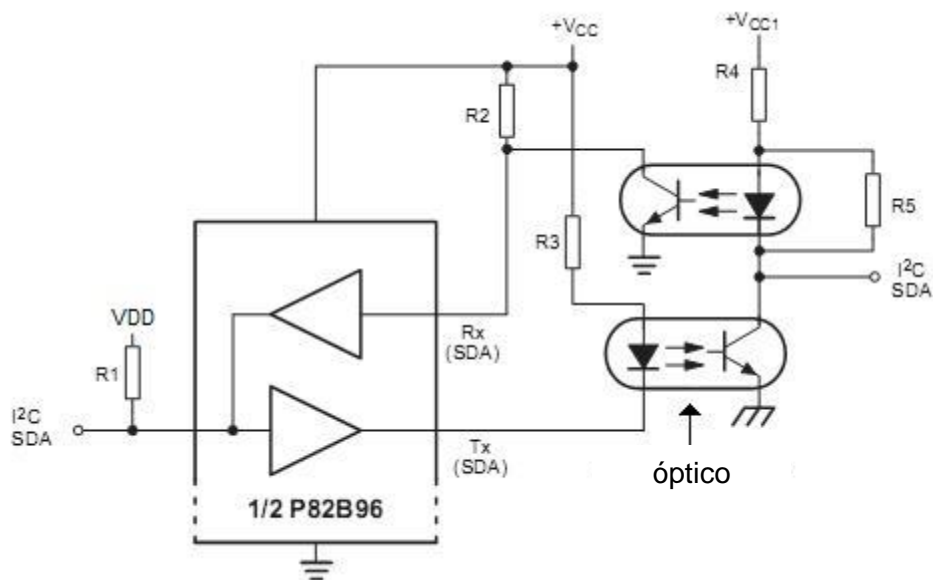 +VCC
+VCC1
R4
R2
R5
R3
I²C
SDA
VDD
Rx
(SDA)
R1
I²C
SDA
Tx
(SDA)
óptico
1/2 P82B96